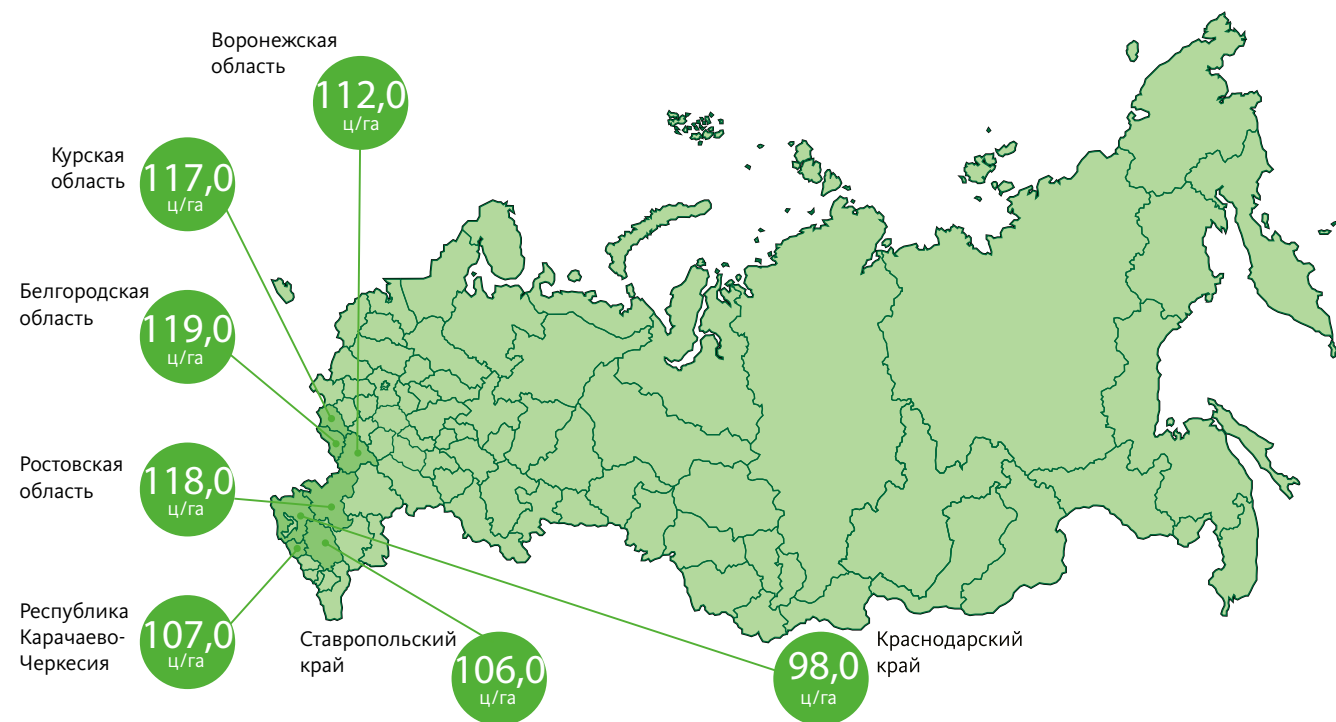 Воронежская
область
112,0
ц/га
Курская
область
117,0
ц/га
Белгородская
область
119,0
ц/га
Ростовская
область
118,0
ц/га
Республика
Карачаево-
Черкесия
107,0
ц/га
Ставропольский
край
106,0
ц/га
98,0
ц/га
Краснодарский
край